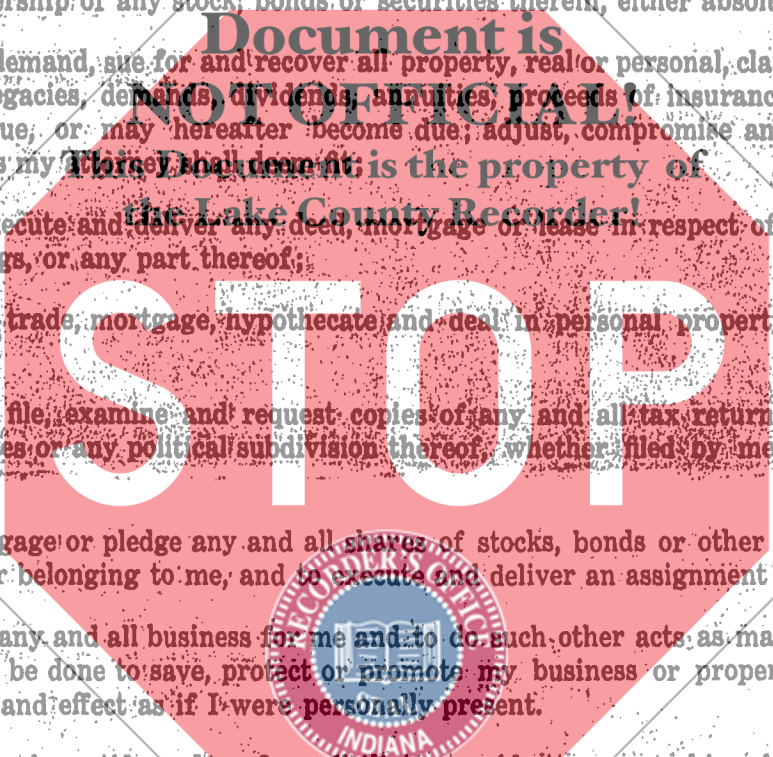 ership of any stock, bonds or securities therein, either absol
Document is
demand, sue for and recover all property, real or personal, cla
NOT OFFICIAL!
gacies, demands, dividends, annuities, proceeds of insuranc
ue, or may hereafter become due; adjust, compromise an
This Document is the property of
s my attorney shall deem fit;
the Lake County Recorder!
ecute and deliver any deed, mortgage or lease in respect of
gs, or any part thereof;
trade, mortgage, hypothecate and deal in personal propert
STOP
file, examine and request copies of any and all tax return
es or any political subdivision thereof, whether filed by me
gage or pledge any and all shares of stocks, bonds or other
r belonging to me, and to execute and deliver an assignment
RECORDER'S OFFIC
any and all business for me and to do such other acts as ma
be done to save, protect or promote my business or proper
and effect as if I were personally present.
INDIANA